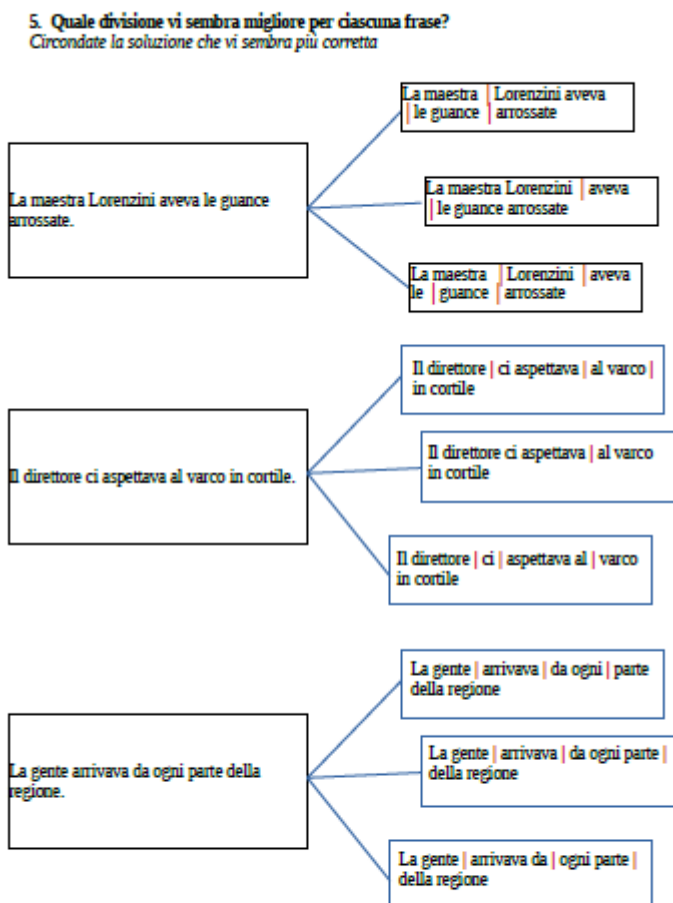 5. Quale divisione vi sembra migliore per ciascuna frase?
Circondate la soluzione che vi sembra più corretta
La maestra Lorenzini aveva le guance
arrossate.
La maestra | Lorenzini aveva
| le guance | arrossate
La maestra Lorenzini | aveva
| le guance arrossate
La maestra | Lorenzini | aveva
le | guance | arrossate
Il direttore ci aspettava al varco in cortile.
Il direttore | ci aspettava | al varco |
in cortile
Il direttore ci aspettava | al varco
in cortile
Il direttore | ci | aspettava al | varco
in cortile
La gente arrivava da ogni parte della
regione.
La gente | arrivava | da ogni | parte
della regione
La gente | arrivava | da ogni parte |
della regione
La gente | arrivava da | ogni parte |
della regione